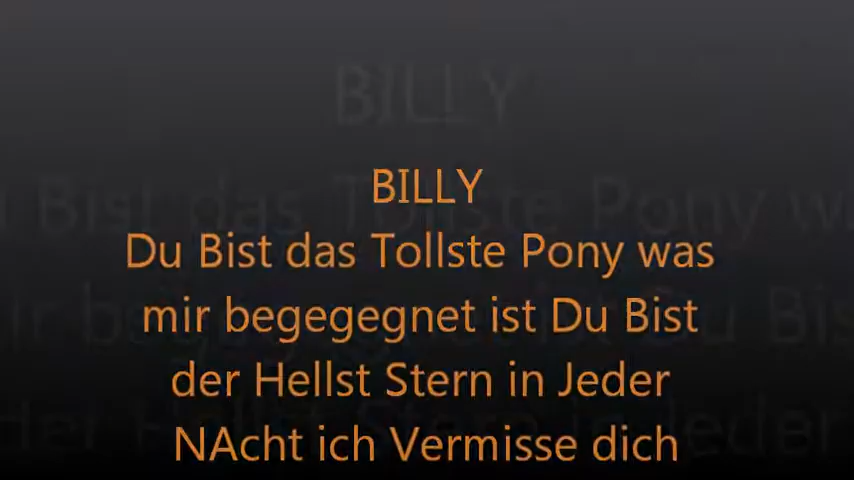 BILLY
Du Bist das Tollste Pony was
mir begegegnet ist Du Bist
der Hellst Stern in Jeder
NAcht ich Vermisse dich